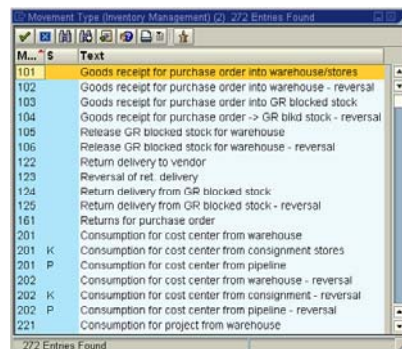 Movement Type (Inventory Management) (2) 272 Entries Found
M... S Text
101 Goods receipt for purchase order into warehouse/stores
102 Goods receipt for purchase order into warehouse - reversal
103 Goods receipt for purchase order into GR blocked stock
104 Goods receipt for purchase order -> GR blkd stock - reversal
105 Release GR blocked stock for warehouse
106 Release GR blocked stock for warehouse - reversal
122 Return delivery to vendor
123 Reversal of ret. delivery
124 Return delivery from GR blocked stock
125 Return delivery from GR blocked stock - reversal
161 Returns for purchase order
201 Consumption for cost center from warehouse
201 K Consumption for cost center from consignment stores
201 P Consumption for cost center from pipeline
202 Consumption for cost center from warehouse - reversal
202 K Consumption for cost center from consignment - reversal
202 P Consumption for cost center from pipeline - reversal
221 Consumption for project from warehouse
272 Entries Found